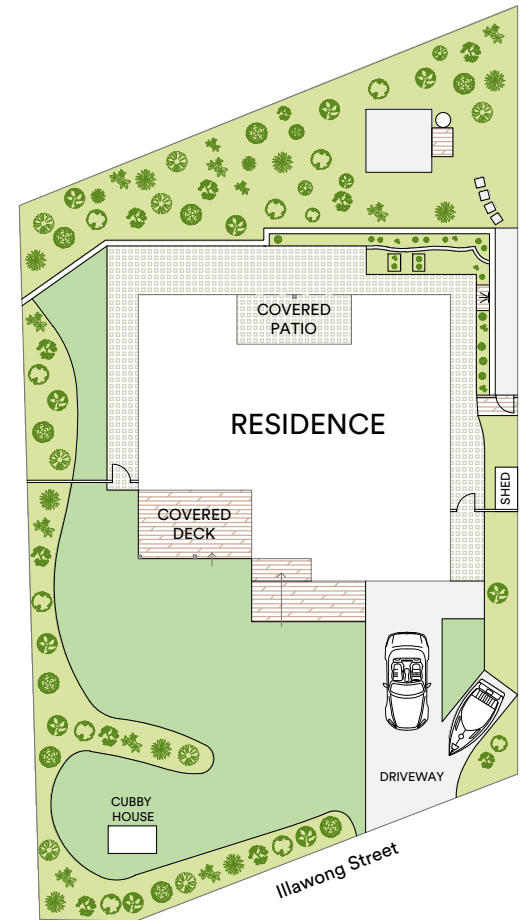 COVERED
PATIO
RESIDENCE
SHED
COVERED
DECK
DRIVEWAY
CUBBY
HOUSE
Illawong Street